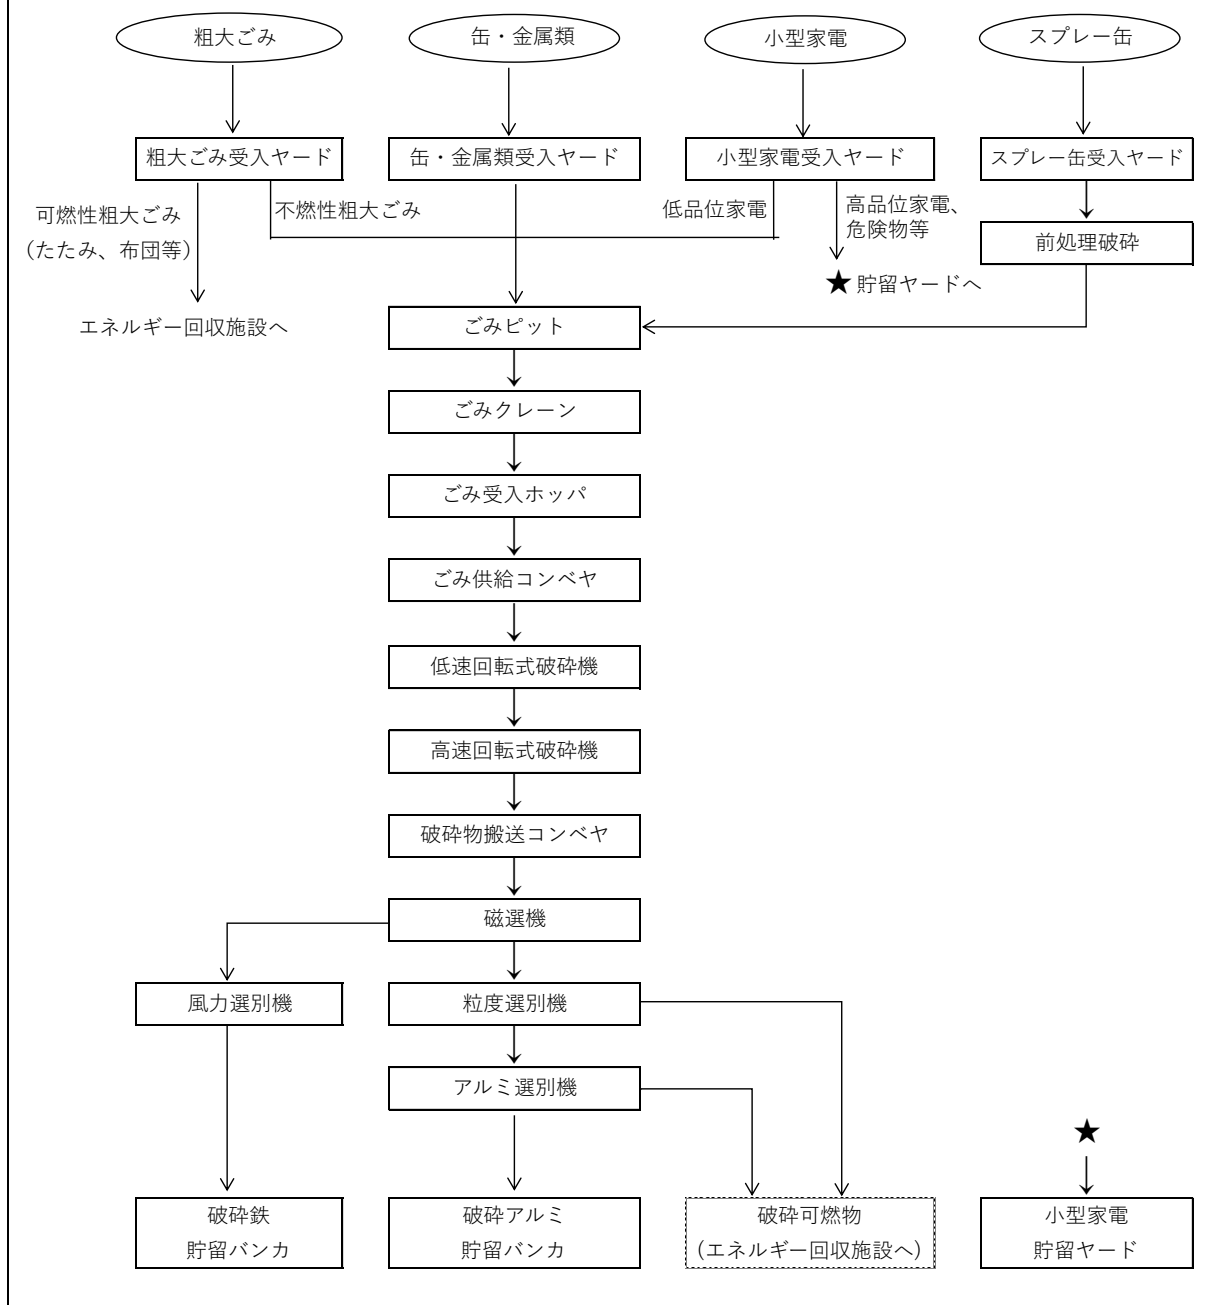 粗大ごみ
缶・金属類
小型家電
スプレー缶
粗大ごみ受入ヤード
缶・金属類受入ヤード
小型家電受入ヤード
スプレー缶受入ヤード
可燃性粗大ごみ
（たたみ、布団等）
不燃性粗大ごみ
低品位家電
高品位家電、
危険物等
前処理破砕
★貯留ヤードへ
エネルギー回収施設へ
ごみピット
ごみクレーン
ごみ受入ホッパ
ごみ供給コンベヤ
低速回転式破砕機
高速回転式破砕機
破砕物搬送コンベヤ
磁選機
風力選別機
粒度選別機
アルミ選別機
★
破砕鉄
貯留バンカ
破砕アルミ
貯留バンカ
破砕可燃物
（エネルギー回収施設へ）
小型家電
貯留ヤード